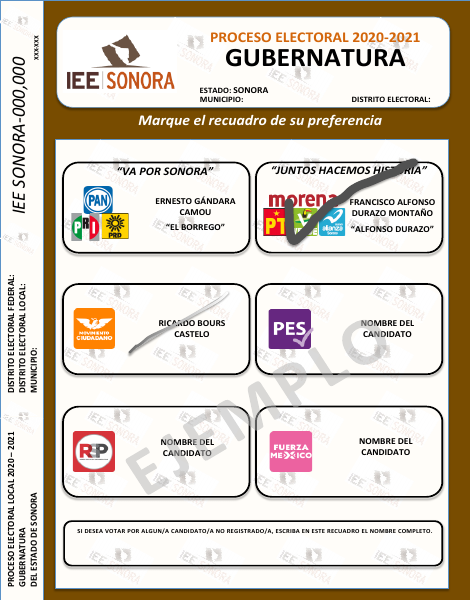 PROCESO ELECTORAL 2020-2021
GUBERNATURA
IEE SONORA
ESTADO: SONORA
MUNICIPIO:
DISTRITO ELECTORAL:
Marque el recuadro de su preferencia
IEE SONORA-000,000
XXX-XXX
DISTRITO ELECTORAL FEDERAL:
DISTRITO ELECTORAL LOCAL:
MUNICIPIO:
PROCESO ELECTORAL LOCAL 2020 – 2021
GUBERNATURA
DEL ESTADO DE SONORA
"VA POR SONORA"
PAN
PRI
PRD
ERNESTO GÁNDARA
CAMOU
"EL BORREGO"
"JUNTOS HACEMOS HISTORIA"
morena
PT
alianza
FRANCISCO ALFONSO
DURAZO MONTAÑO
"ALFONSO DURAZO"
MOVIMIENTO
CIUDADANO
RICARDO BOURS
CASTELO
PES
NOMBRE DEL
CANDIDATO
RSP
NOMBRE DEL
CANDIDATO
FUERZA
MEXICO
NOMBRE DEL
CANDIDATO
EJEMPLO
SI DESEA VOTAR POR ALGUN/A CANDIDATO/A NO REGISTRADO/A, ESCRIBA EN ESTE RECUADRO EL NOMBRE COMPLETO.